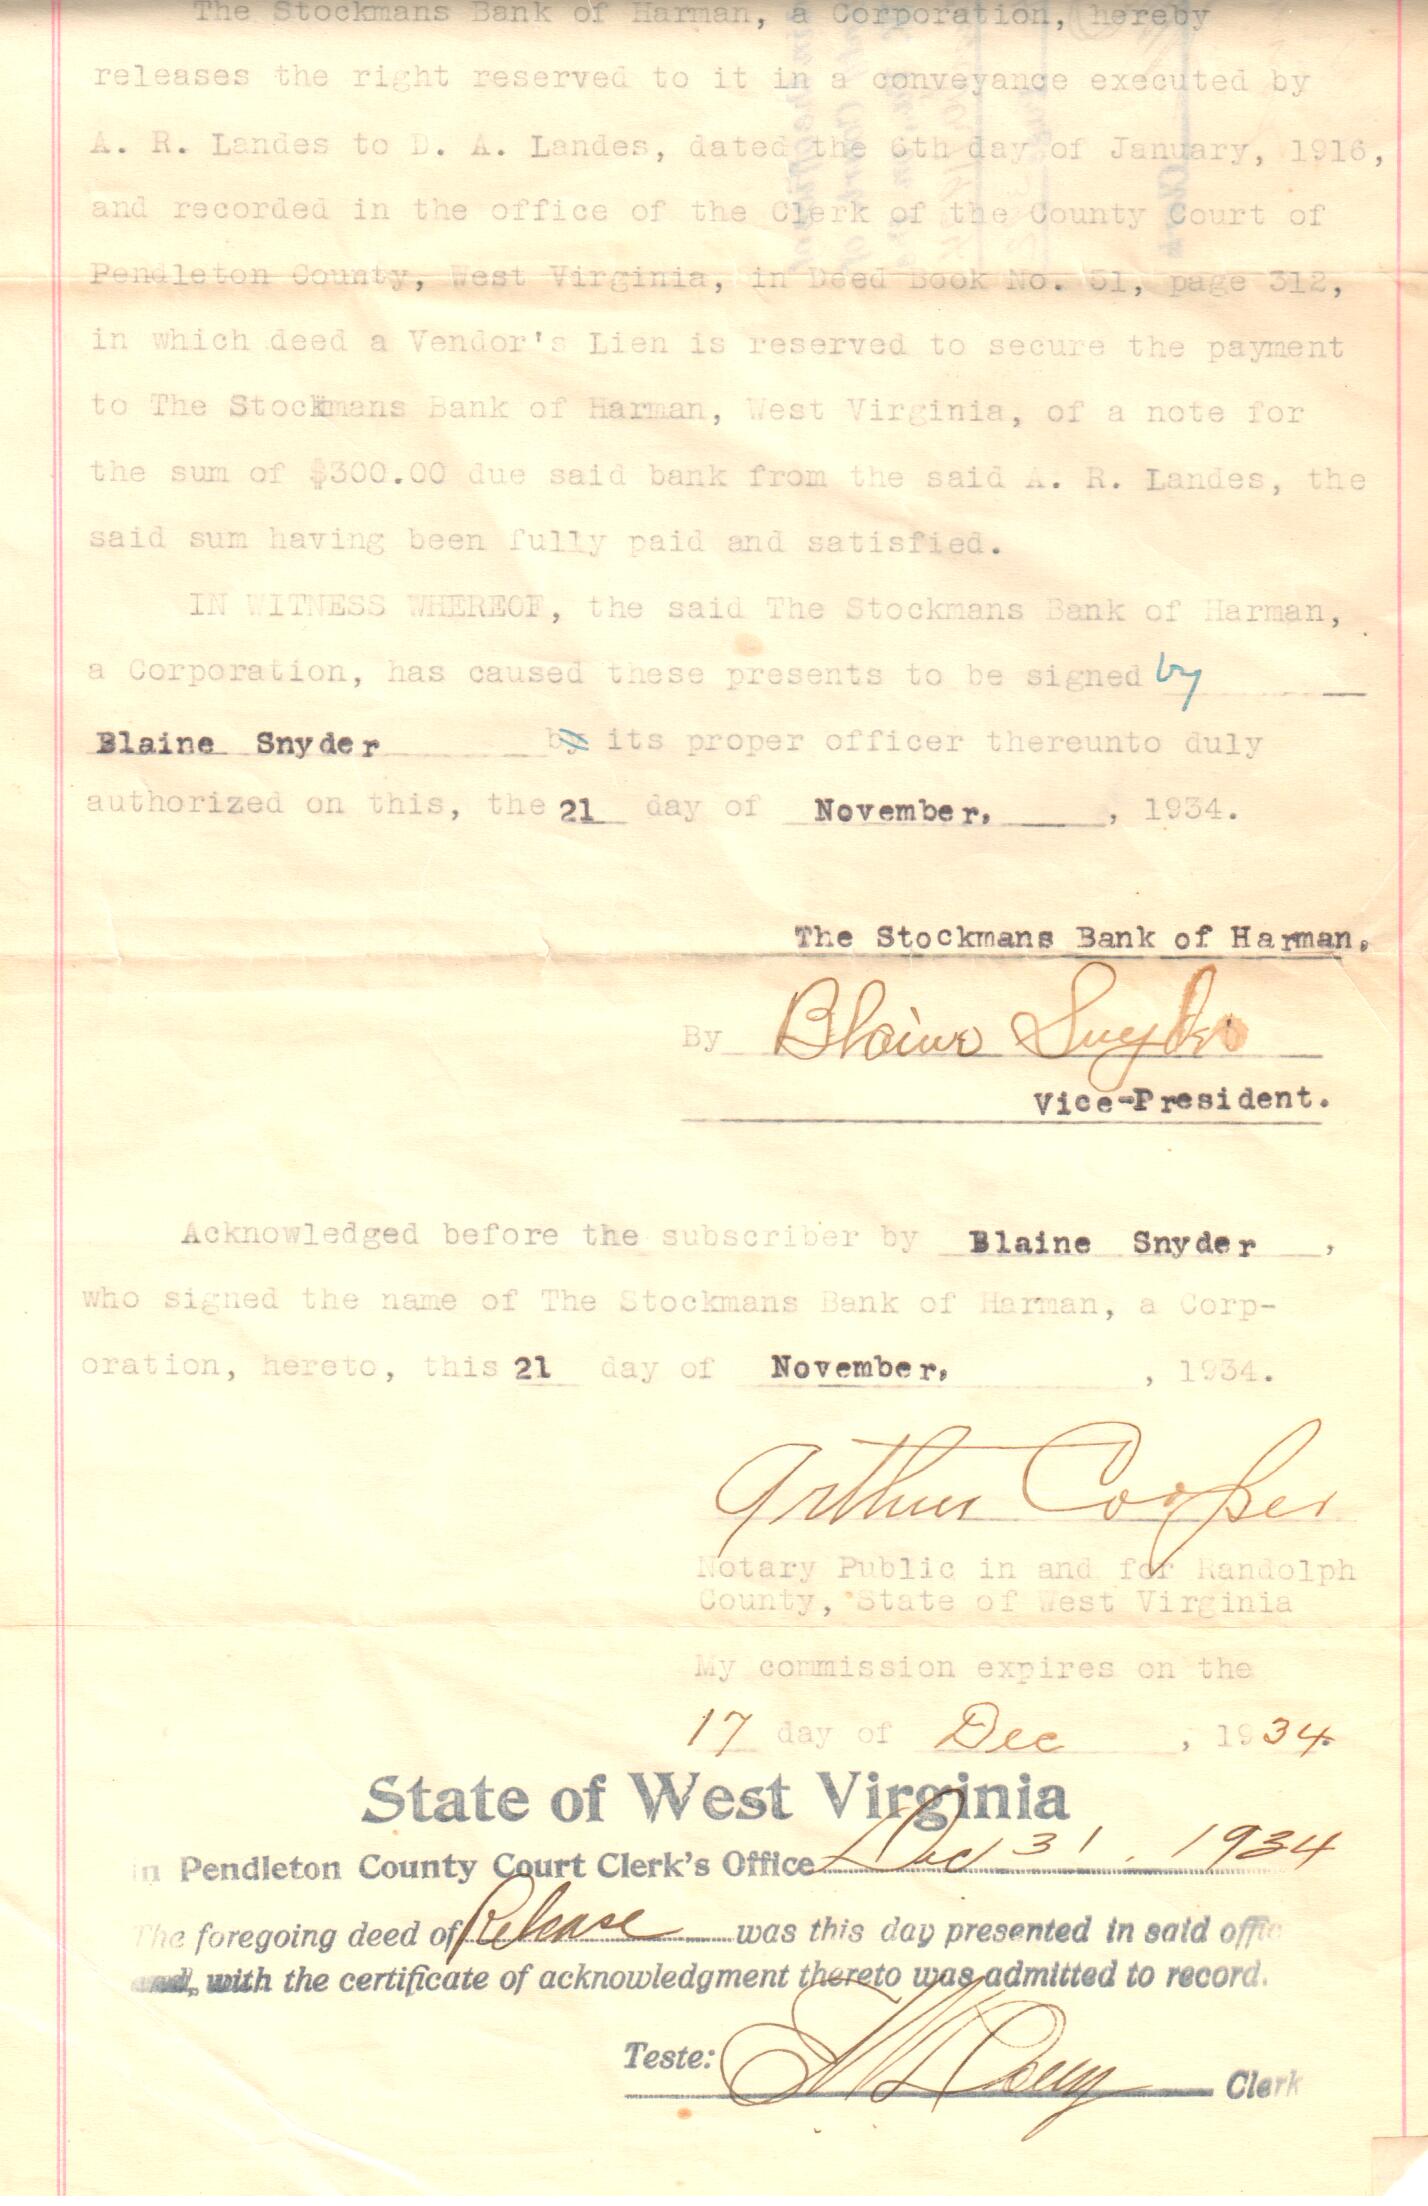 The Stockmans Bank of Harman, a Corporation, hereby
releases the right reserved to it in a conveyance executed by
A. R. Landes to D. A. Landes, dated the 6th day of January, 1916,
and recorded in the office of the Clerk of the County Court of
Pendleton County, West Virginia, in Deed Book No. 51, page 312,
in which deed a Vendor's Lien is reserved to secure the payment
to The Stockmans Bank of Harman, West Virginia, of a note for
the sum of $300.00 due said bank from the said A. R. Landes, the
said sum having been fully paid and satisfied.
IN WITNESS WHEREOF, the said The Stockmans Bank of Harman,
a Corporation, has caused these presents to be signed by
Blaine Snyder by its proper officer thereunto duly
authorized on this, the 21 day of November, , 1934.
The Stockmans Bank of Harman,
By Blaine Snyder
Vice-President.
Acknowledged before the subscriber by Blaine Snyder ,
who signed the name of The Stockmans Bank of Harman, a Corp-
oration, hereto, this 21 day of November, , 1934.
Arthur Cooper
Notary Public in and for Randolph
County, State of West Virginia
My commission expires on the
17 day of Dec , 1934.
State of West Virginia
In Pendleton County Court Clerk's Office Dec 31, 1934
The foregoing deed of Release was this day presented in said office
and, with the certificate of acknowledgment thereto was admitted to record.
Teste:
Clerk